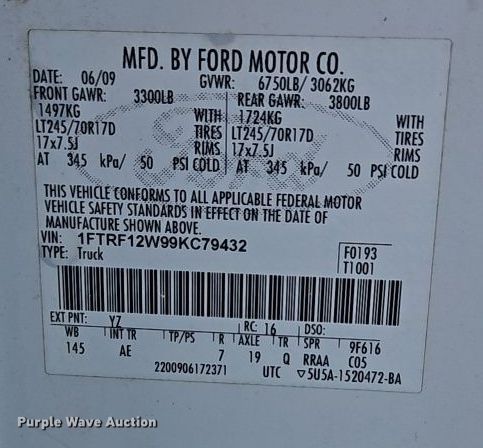 MFD. BY FORD MOTOR CO.
DATE: 06/09 GVWR: 6750LB/ 3062KG
FRONT GAWR: 3300LB REAR GAWR: 3800LB
1497KG WITH 1724KG WITH
LT245/70R17D TIRES LT245/70R17D TIRES
17x7.5J RIMS 17x7.5J RIMS
AT 345 kPa/ 50 PSI COLD AT 345 kPa/ 50 PSI COLD
THIS VEHICLE CONFORMS TO ALL APPLICABLE FEDERAL MOTOR
VEHICLE SAFETY STANDARDS IN EFFECT ON THE DATE OF
MANUFACTURE SHOWN ABOVE.
VIN: 1FTRF12W99KC79432 F0193
TYPE: Truck T1001
EXT PNT: YZ RC: 16 DSO:
WB INT TR TP/PS R AXLE TR SPR 9F616
145 AE 7 19 Q RRAA C05
2200906172371 UTC ▽5U5A-1520472-BA
Purple Wave Auction